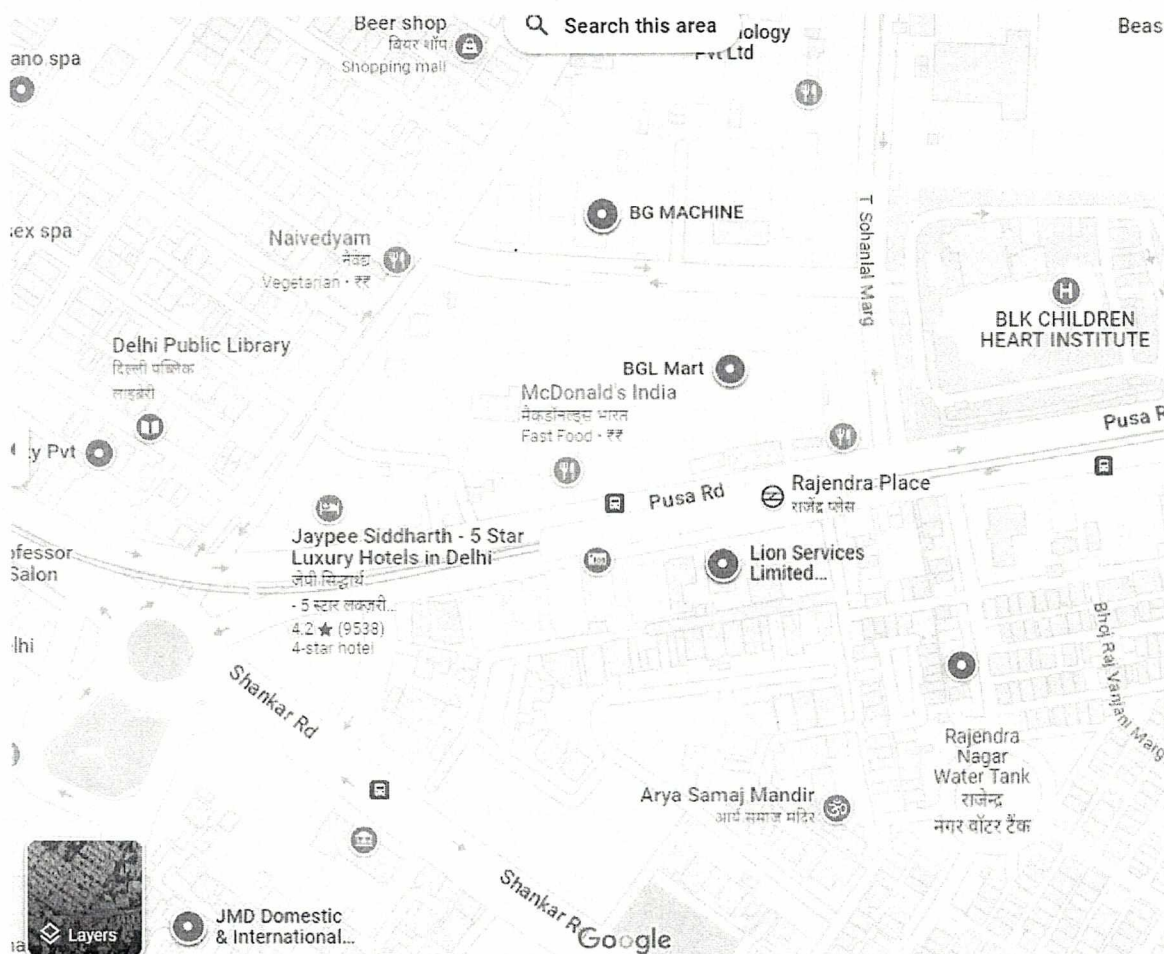 Beer shop
बियर शॉप
Shopping mall
Search this area
ology
Pvt Ltd
Beas
ano spa
BG MACHINE
T Sohanlal Marg
sex spa
Naivedyam
नैवेद्य
Vegetarian · ₹₹
BLK CHILDREN
HEART INSTITUTE
Delhi Public Library
दिल्ली पब्लिक
लाइब्रेरी
BGL Mart
McDonald's India
मैकडॉनल्ड्स भारत
Fast Food · ₹₹
Pusa R
y Pvt
Pusa Rd
Rajendra Place
राजेंद्र प्लेस
Jaypee Siddharth - 5 Star
Luxury Hotels in Delhi
जेपी सिद्धार्थ
- 5 स्टार लक्ज़री...
4.2 ★ (9538)
4-star hotel
Lion Services
Limited...
ofessor
Salon
elhi
Shankar Rd
Bhoj Raj Vanjani Marg
Rajendra
Nagar
Water Tank
राजेन्द्र
नगर वॉटर टैंक
Arya Samaj Mandir
आर्य समाज मंदिर
Shankar R
Layers
JMD Domestic
& International...
Google